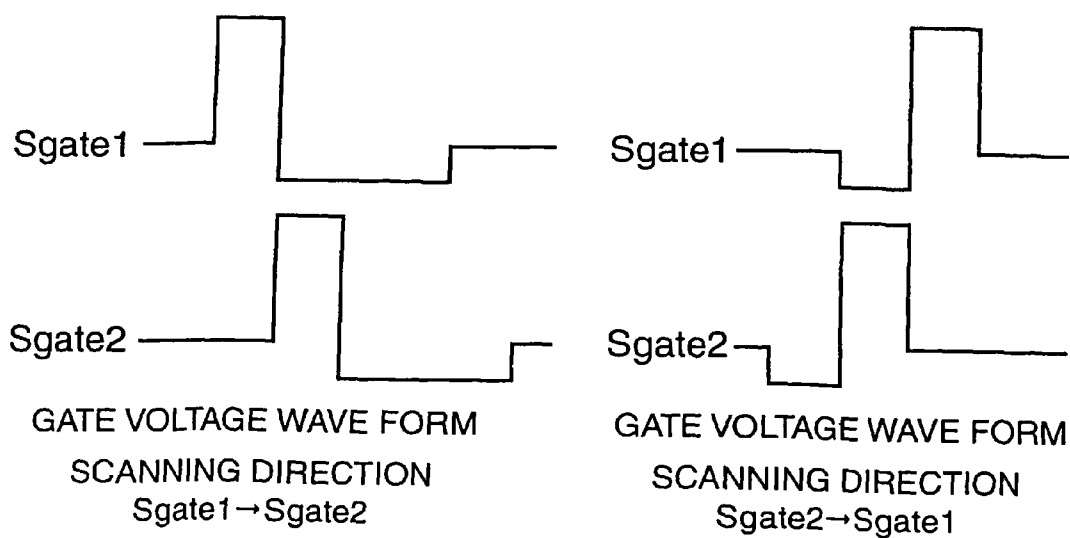 Sgate1
Sgate2
GATE VOLTAGE WAVE FORM
SCANNING DIRECTION
Sgate1→Sgate2
Sgate1
Sgate2
GATE VOLTAGE WAVE FORM
SCANNING DIRECTION
Sgate2→Sgate1